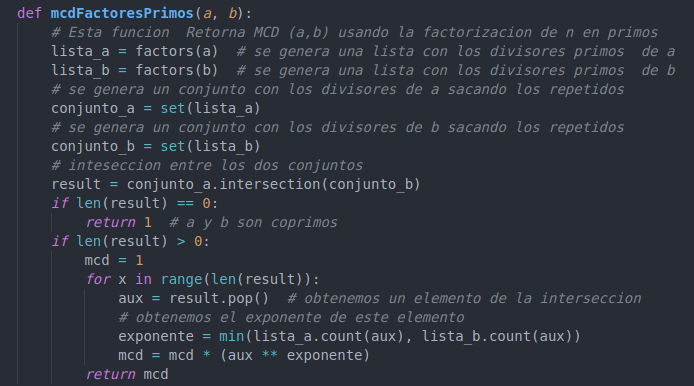 def mcdFactoresPrimos(a, b):
    # Esta funcion  Retorna MCD (a,b) usando la factorizacion de n en primos
    lista_a = factors(a)  # se genera una lista con los divisores primos  de a
    lista_b = factors(b)  # se genera una lista con los divisores primos  de b
    # se genera un conjunto con los divisores de a sacando los repetidos
    conjunto_a = set(lista_a)
    # se genera un conjunto con los divisores de b sacando los repetidos
    conjunto_b = set(lista_b)
    # inteseccion entre los dos conjuntos
    result = conjunto_a.intersection(conjunto_b)
    if len(result) == 0:
        return 1  # a y b son coprimos
    if len(result) > 0:
        mcd = 1
        for x in range(len(result)):
            aux = result.pop()  # obtenemos un elemento de la interseccion
            # obtenemos el exponente de este elemento
            exponente = min(lista_a.count(aux), lista_b.count(aux))
            mcd = mcd * (aux ** exponente)
        return mcd